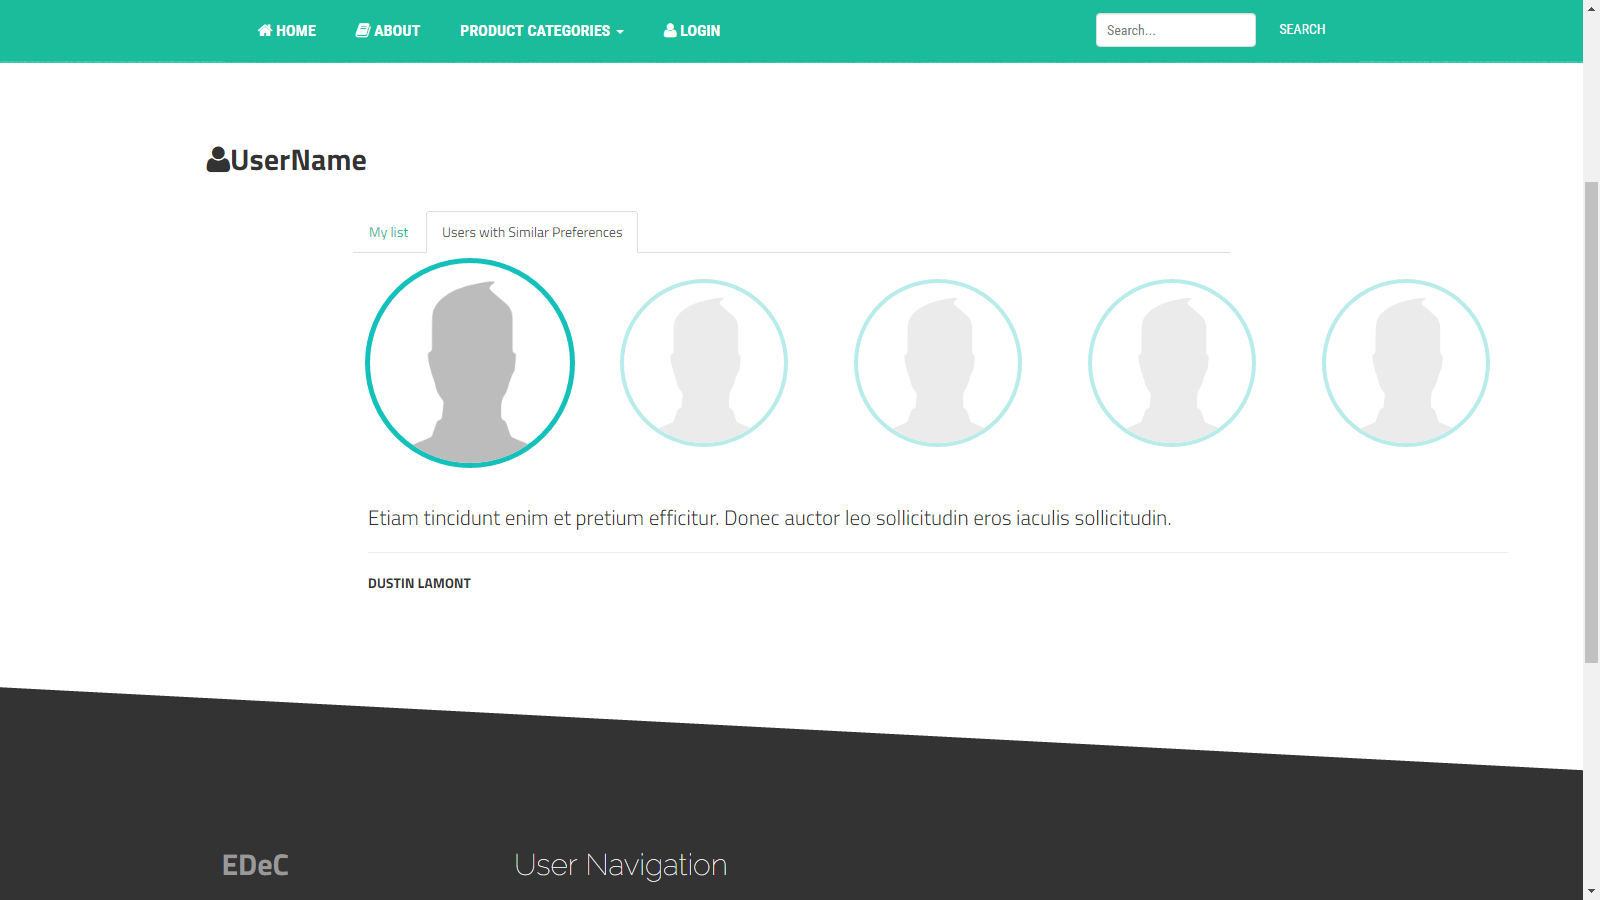 HOME ABOUT PRODUCT CATEGORIES LOGIN Search... SEARCH
UserName
My list Users with Similar Preferences
Etiam tincidunt enim et pretium efficitur. Donec auctor leo sollicitudin eros iaculis sollicitudin.
DUSTIN LAMONT
EDeC User Navigation